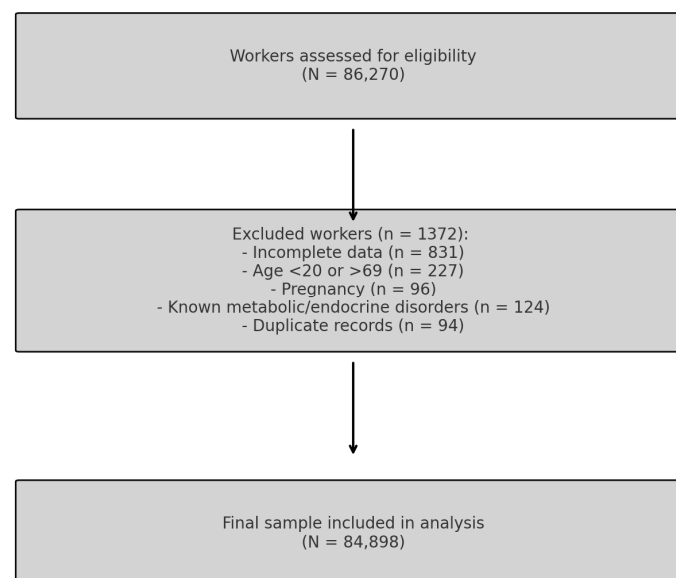 Workers assessed for eligibility
(N = 86,270)
Excluded workers (n = 1372):
- Incomplete data (n = 831)
- Age <20 or >69 (n = 227)
- Pregnancy (n = 96)
- Known metabolic/endocrine disorders (n = 124)
- Duplicate records (n = 94)
Final sample included in analysis
(N = 84,898)